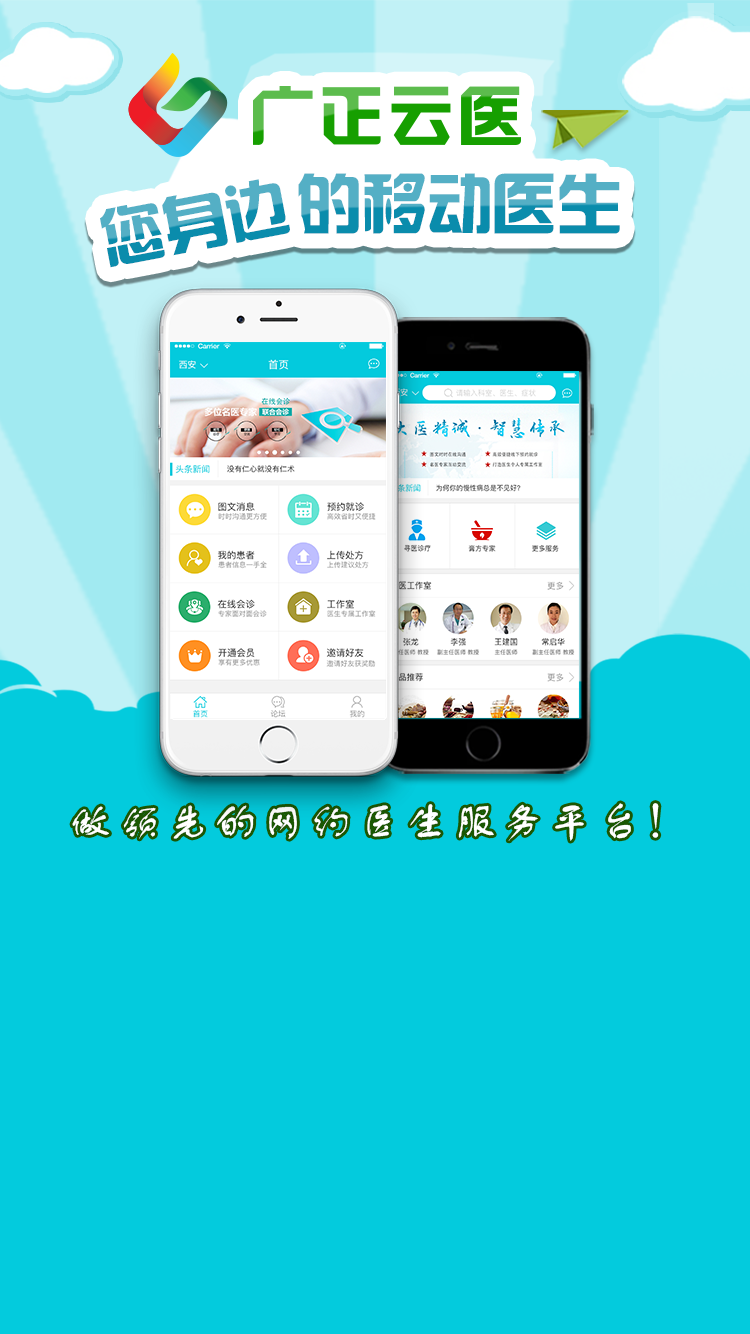 广正云医
您身边的移动医生
Carrier
西安
首页
在线会诊
多位名医专家 联合会诊
头条新闻 没有仁心就没有仁术
图文消息
时时沟通更方便
预约就诊
高效省时又便捷
我的患者
患者信息一手全
上传处方
上传建议处方
在线会诊
专家面对面会诊
工作室
医生专属工作室
开通会员
享有更多优惠
邀请好友
邀请好友获奖励
首页 论坛 我的
Carrier
安 请输入科室、医生、症状
大医精诚·智慧传承
条新闻 为何你的慢性病总是不见好?
寻医诊疗 膏方专家 更多服务
医工作室 更多
张龙 李强 王建国 常启华
任医师 教授 副主任医师 教授 主任医师 副主任医师 教授
品推荐 更多
做领先的网约医生服务平台!